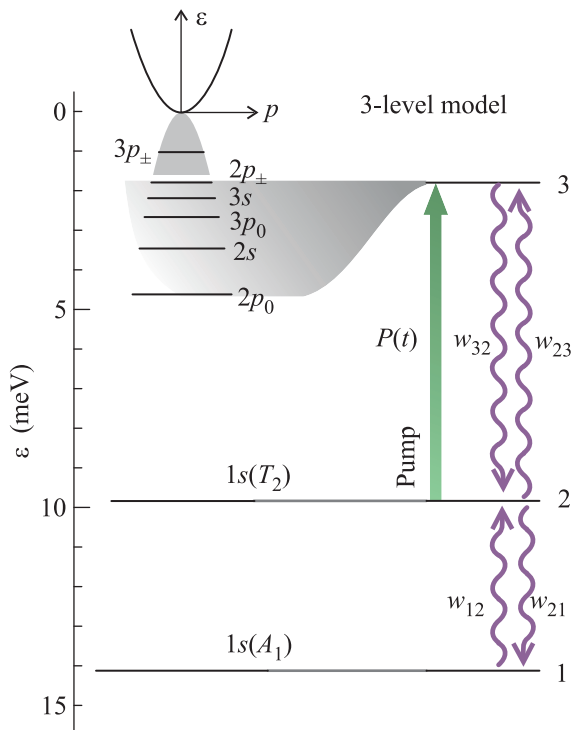 ε
p
3-level model
0
3p±
2p±
3
3s
3p0
2s
2p0
5
P(t)
w32
w23
ε (meV)
Pump
1s(T2)
10
2
w12
w21
1s(A1)
1
15